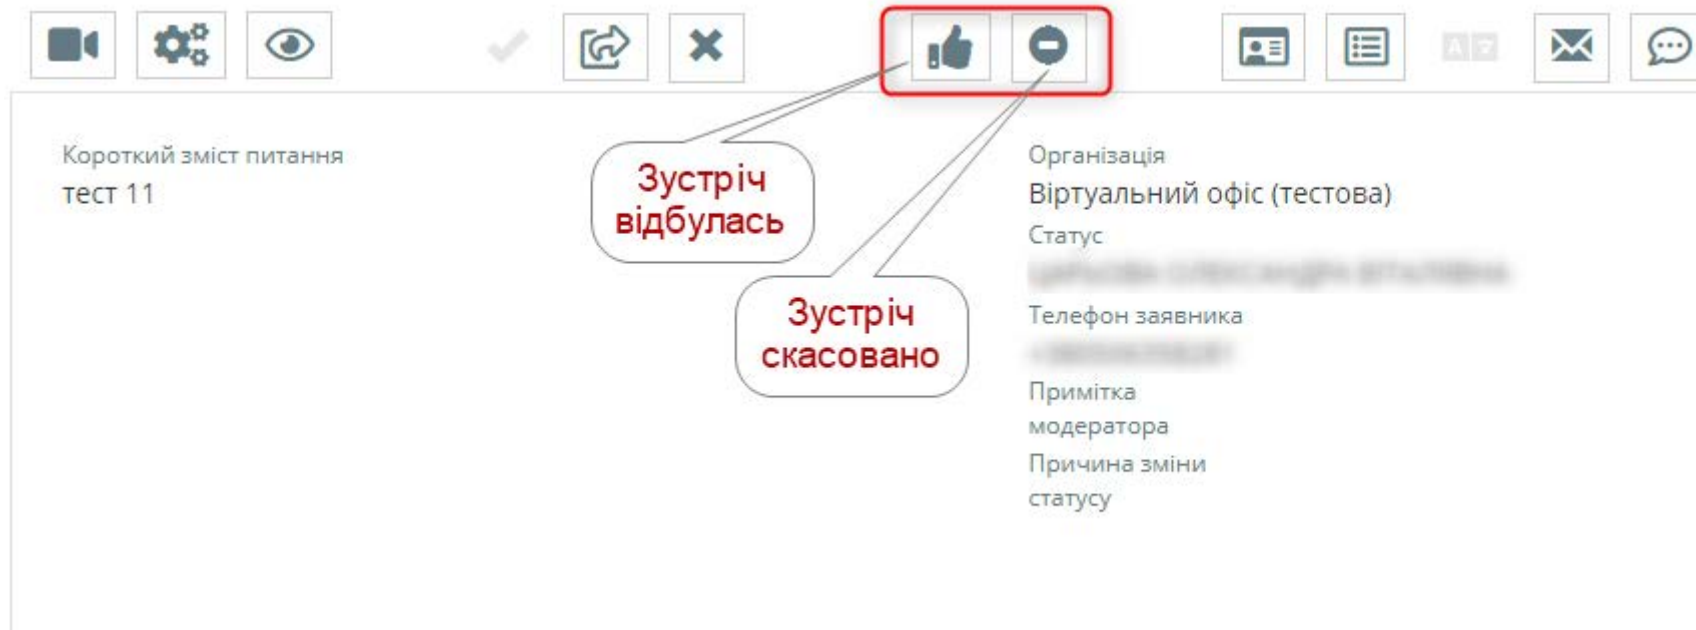 Короткий зміст питання
тест 11
Зустріч
відбулась
Зустріч
скасовано
Організація
Віртуальний офіс (тестова)
Статус
Телефон заявника
Примітка
модератора
Причина зміни
статусу